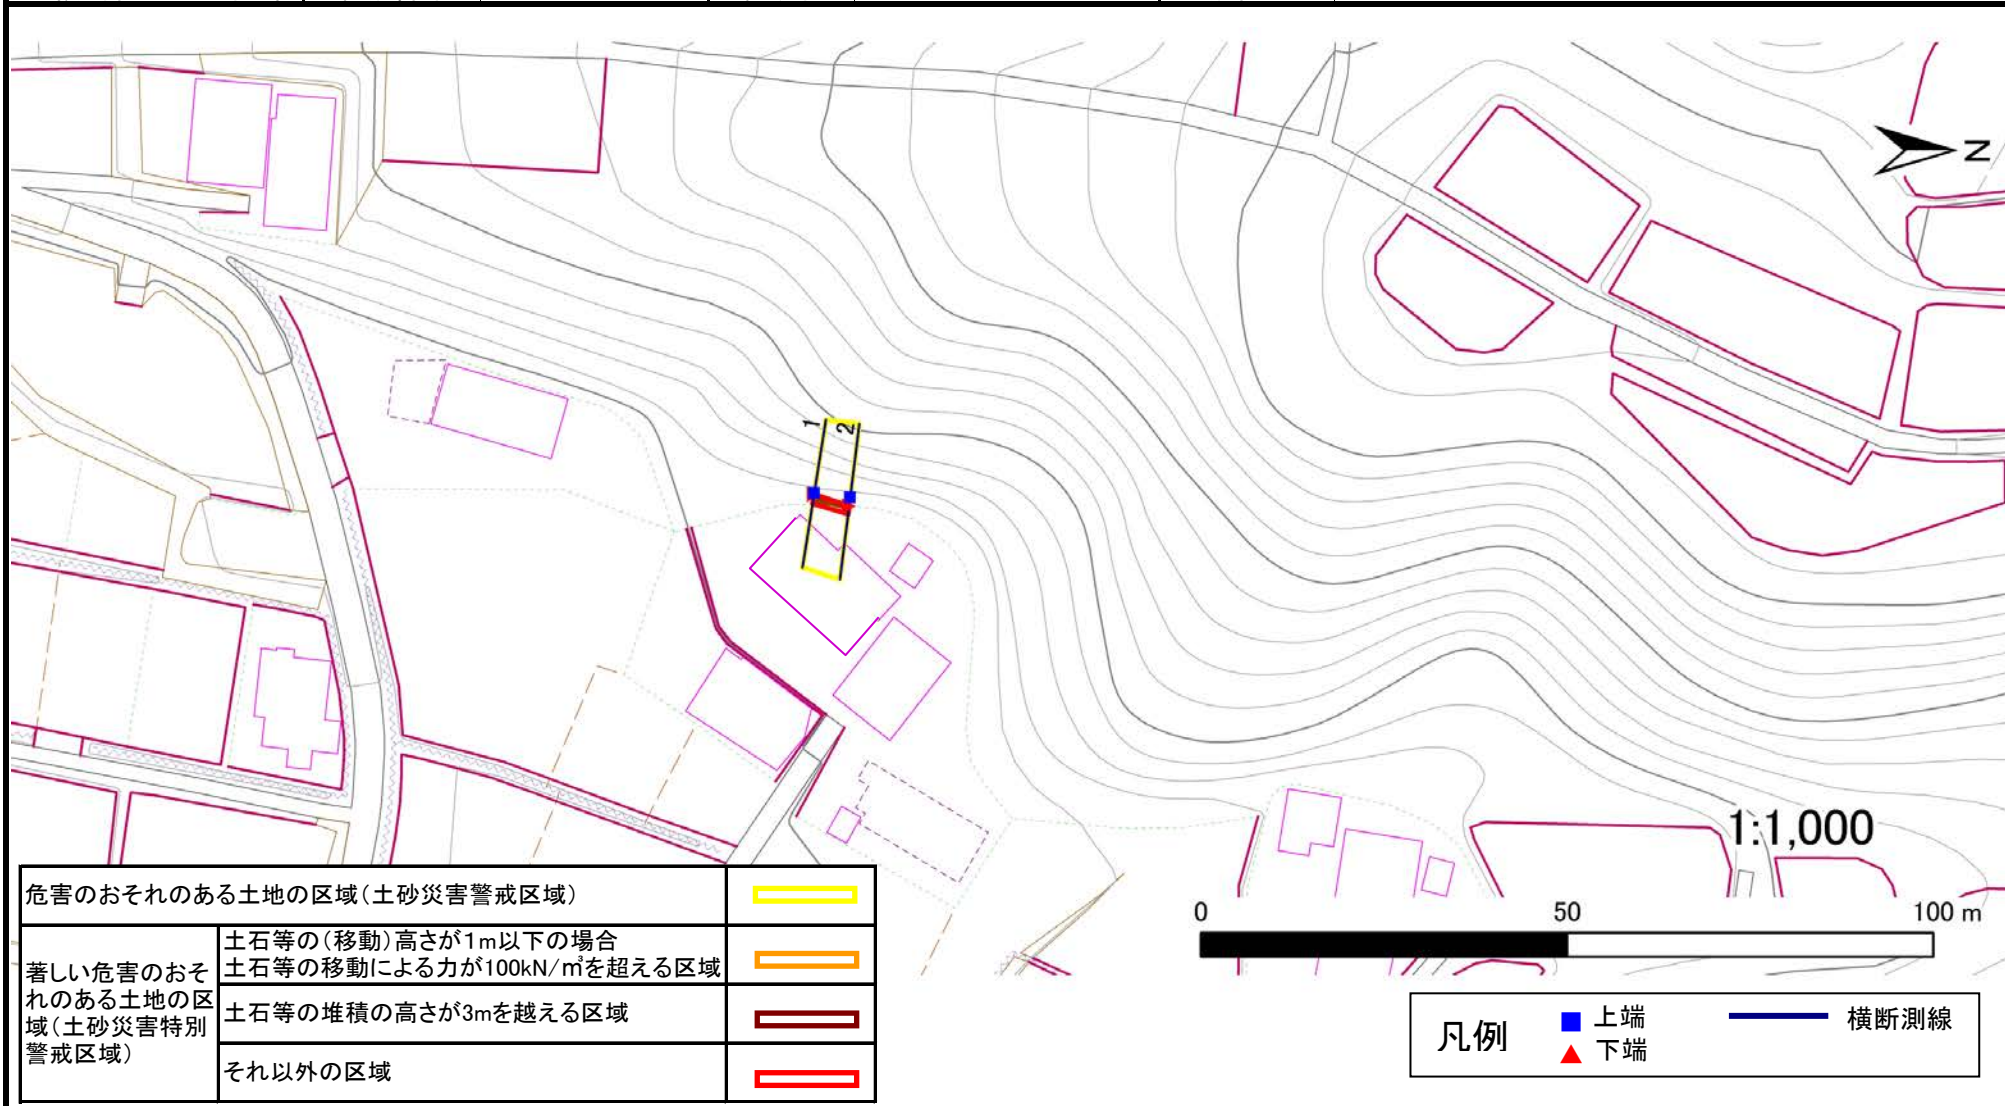 N
1
2
1:1,000
0 50 100 m
危害のおそれのある土地の区域(土砂災害警戒区域)
著しい危害のおそれのある土地の区域(土砂災害特別警戒区域)
土石等の(移動)高さが1m以下の場合
土石等の移動による力が100kN/㎡を超える区域
土石等の堆積の高さが3mを越える区域
それ以外の区域
凡例
上端
下端
横断測線